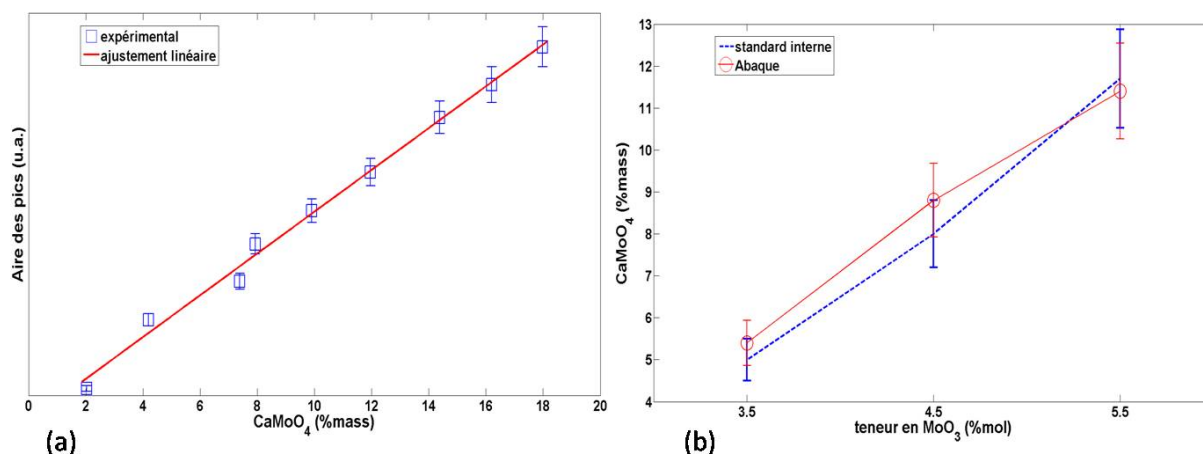 expérimental
ajustement linéaire
Aire des pics (u.a.)
0 2 4 6 8 10 12 14 16 18 20
CaMoO₄ (%mass)
(a)
standard interne
Abaque
CaMoO₄ (%mass)
13
12
11
10
9
8
7
6
5
4
3.5 4.5 5.5
teneur en MoO₃ (%mol)
(b)